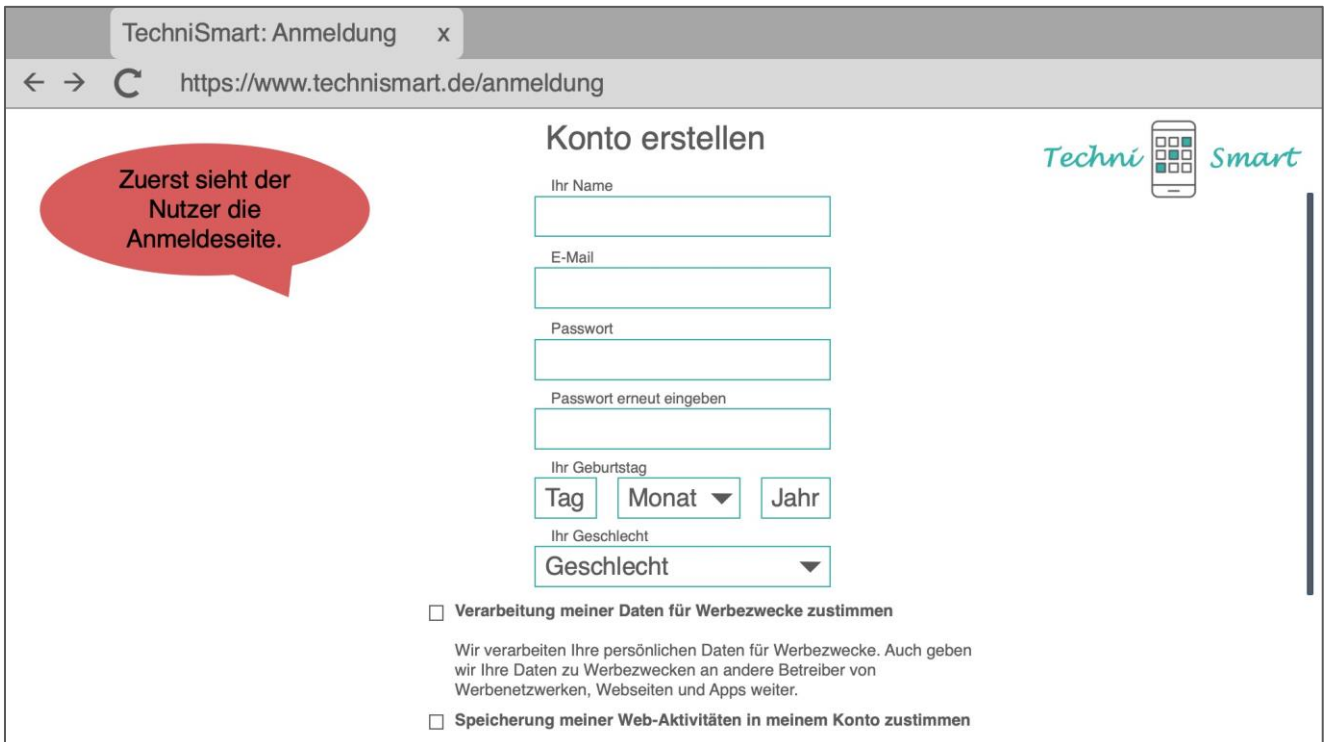 TechniSmart: Anmeldung x
https://www.technismart.de/anmeldung
Konto erstellen
Techni Smart
Zuerst sieht der
Nutzer die
Anmeldeseite.
Ihr Name
E-Mail
Passwort
Passwort erneut eingeben
Ihr Geburtstag
Tag Monat Jahr
Ihr Geschlecht
Geschlecht
Verarbeitung meiner Daten für Werbezwecke zustimmen
Wir verarbeiten Ihre persönlichen Daten für Werbezwecke. Auch geben
wir Ihre Daten zu Werbezwecken an andere Betreiber von
Werbenetzwerken, Webseiten und Apps weiter.
Speicherung meiner Web-Aktivitäten in meinem Konto zustimmen